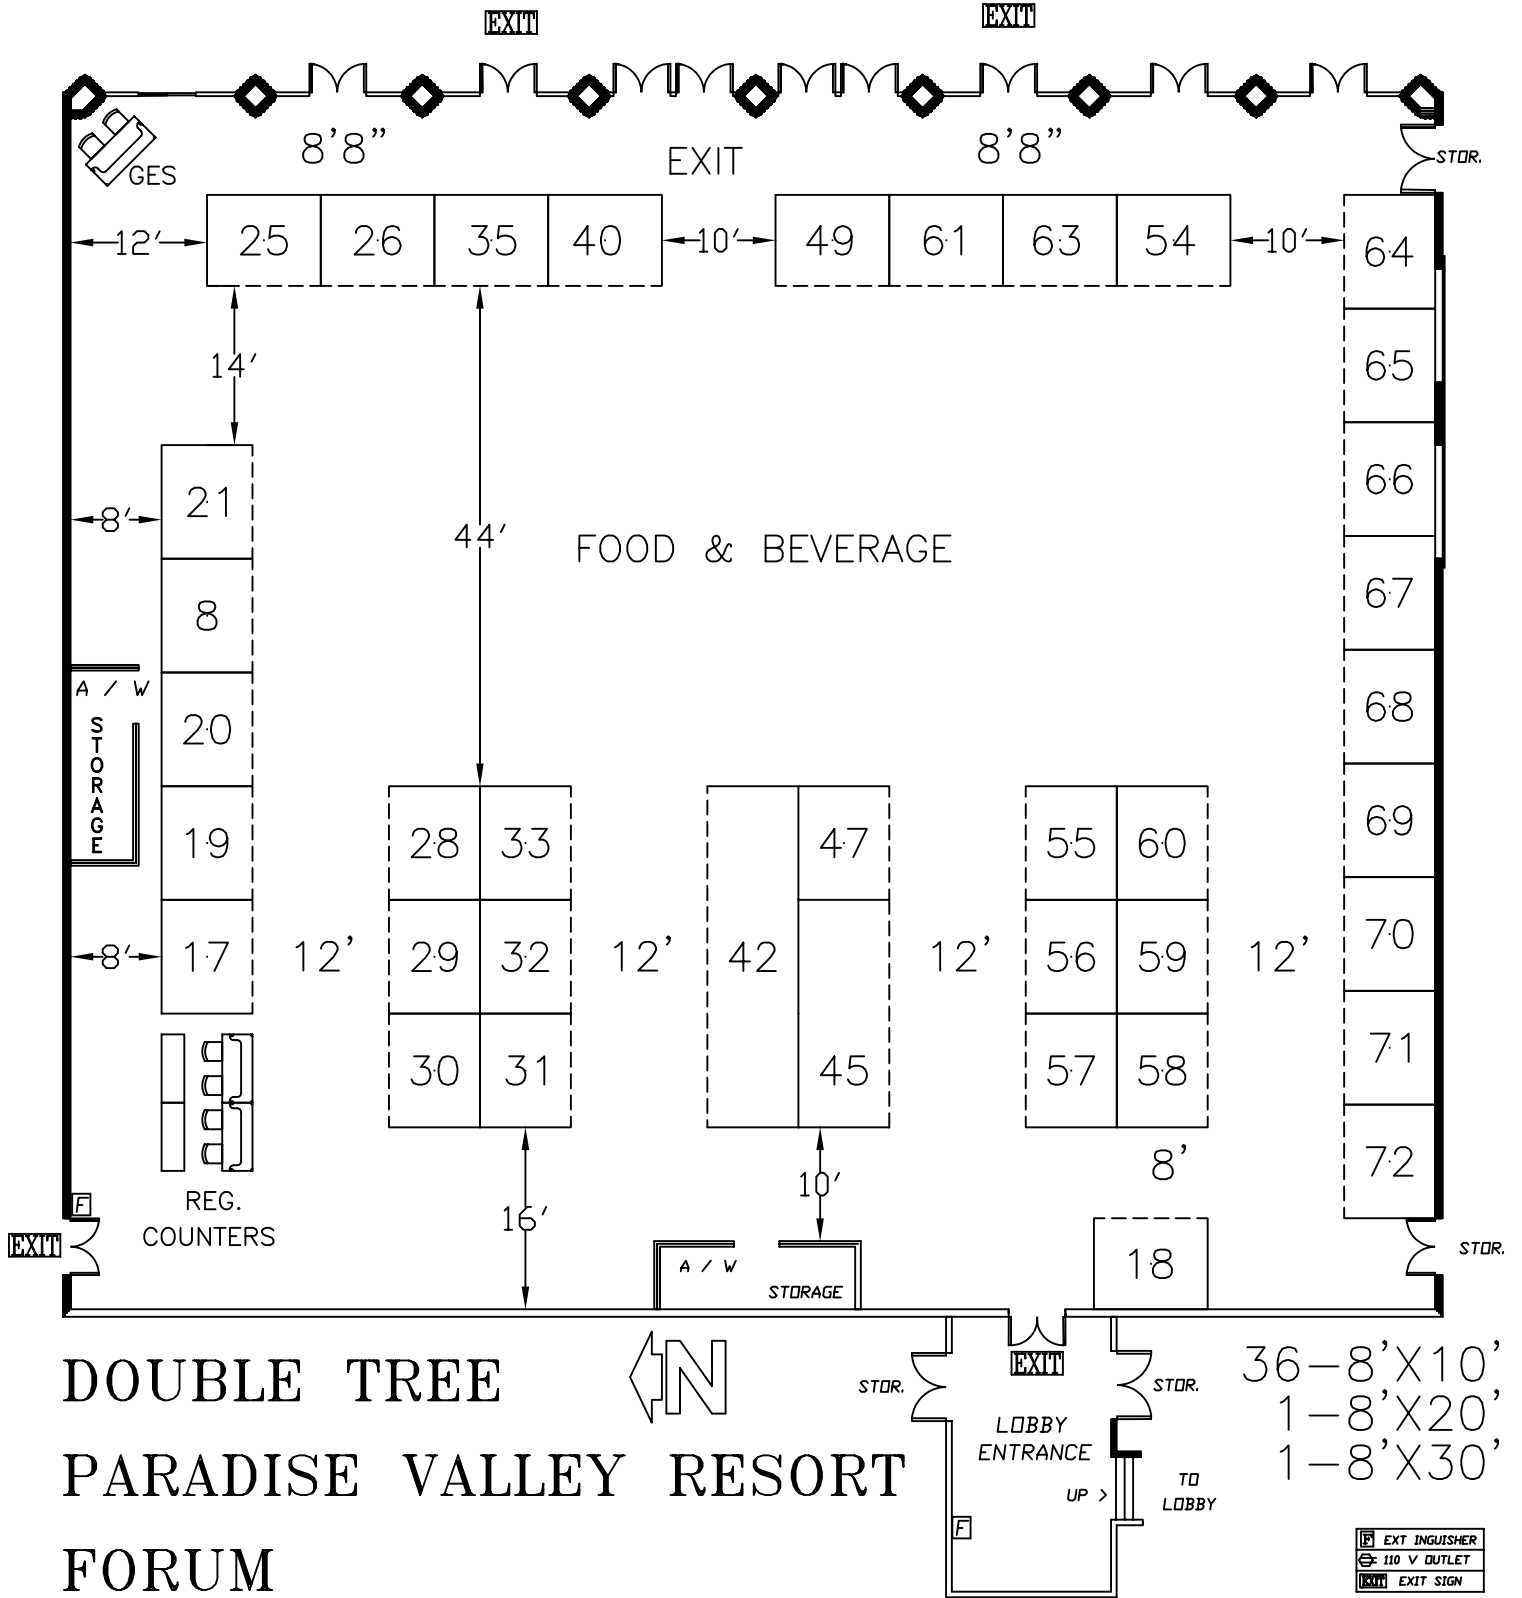 EXIT
EXIT
8'8"
8'8"
EXIT
STOR.
GES
12'
25
26
35
40
10'
49
61
63
54
10'
64
14'
65
21
66
8'
44'
FOOD & BEVERAGE
8
67
A / W
20
68
STORAGE
19
28
33
47
55
60
69
8'
17
12'
29
32
12'
42
12'
56
59
12'
70
30
31
45
57
58
71
8'
72
10'
F
REG.
COUNTERS
16'
EXIT
A / W
STORAGE
18
STOR.
DOUBLE TREE
N
EXIT
STOR.
STOR.
36-8'X10'
1-8'X20'
1-8'X30'
LOBBY
ENTRANCE
PARADISE VALLEY RESORT
UP >
TO
LOBBY
F
FORUM
F EXT INGUISHER
110 V OUTLET
EXIT EXIT SIGN